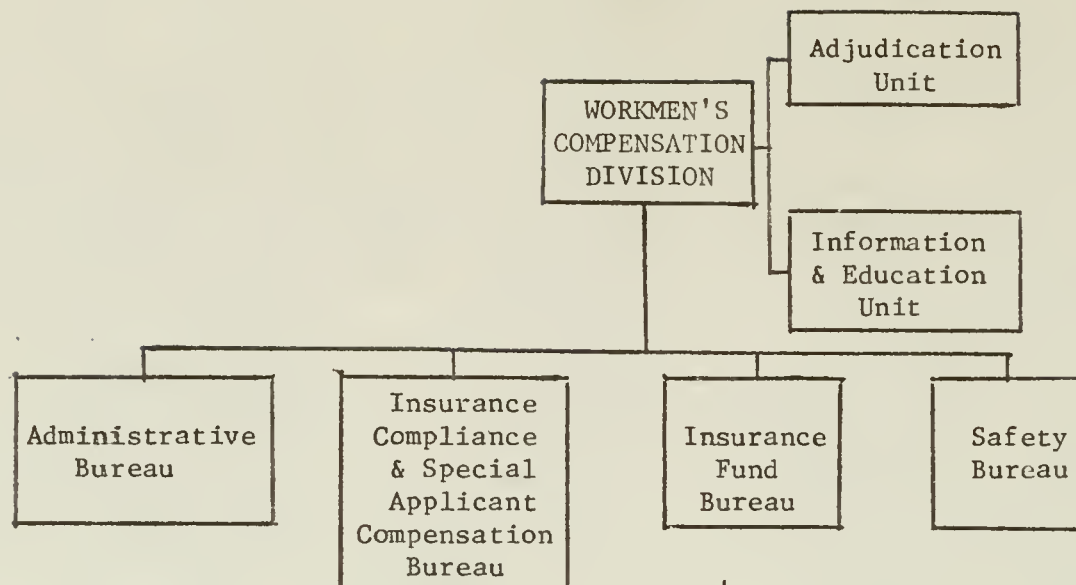 Adjudication
Unit
WORKMEN'S
COMPENSATION
DIVISION
Information
& Education
Unit
Administrative
Bureau
Insurance
Compliance
& Special
Applicant
Compensation
Bureau
Insurance
Fund
Bureau
Safety
Bureau